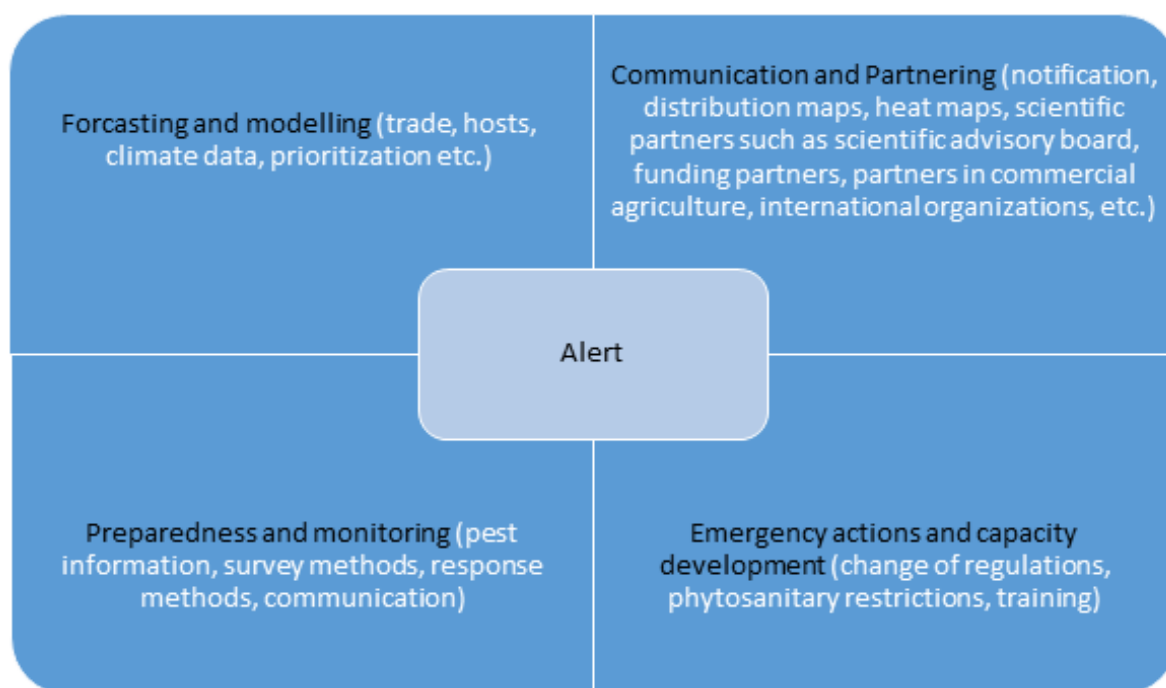 Forcasting and modelling (trade, hosts,
climate data, prioritization etc.)
Communication and Partnering (notification,
distribution maps, heat maps, scientific
partners such as scientific advisory board,
funding partners, partners in commercial
agriculture, international organizations, etc.)
Alert
Preparedness and monitoring (pest
information, survey methods, response
methods, communication)
Emergency actions and capacity
development (change of regulations,
phytosanitary restrictions, training)